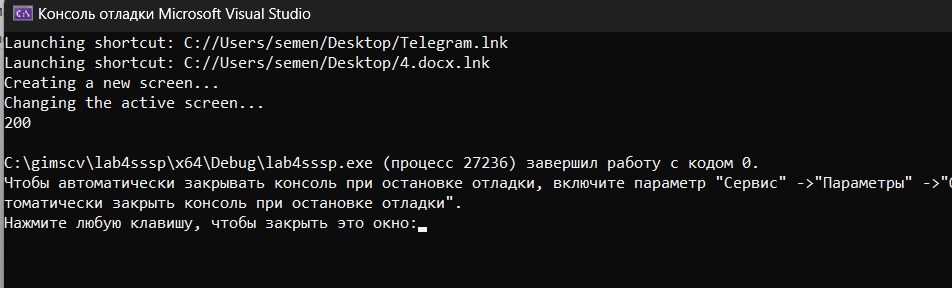 Консоль отладки Microsoft Visual Studio
Launching shortcut: C://Users/semen/Desktop/Telegram.lnk
Launching shortcut: C://Users/semen/Desktop/4.docx.lnk
Creating a new screen...
Changing the active screen...
200
C:\gimscv\lab4sssp\x64\Debug\lab4sssp.exe (процесс 27236) завершил работу с кодом 0.
Чтобы автоматически закрывать консоль при остановке отладки, включите параметр "Сервис" ->"Параметры" ->"
томатически закрыть консоль при остановке отладки".
Нажмите любую клавишу, чтобы закрыть это окно: